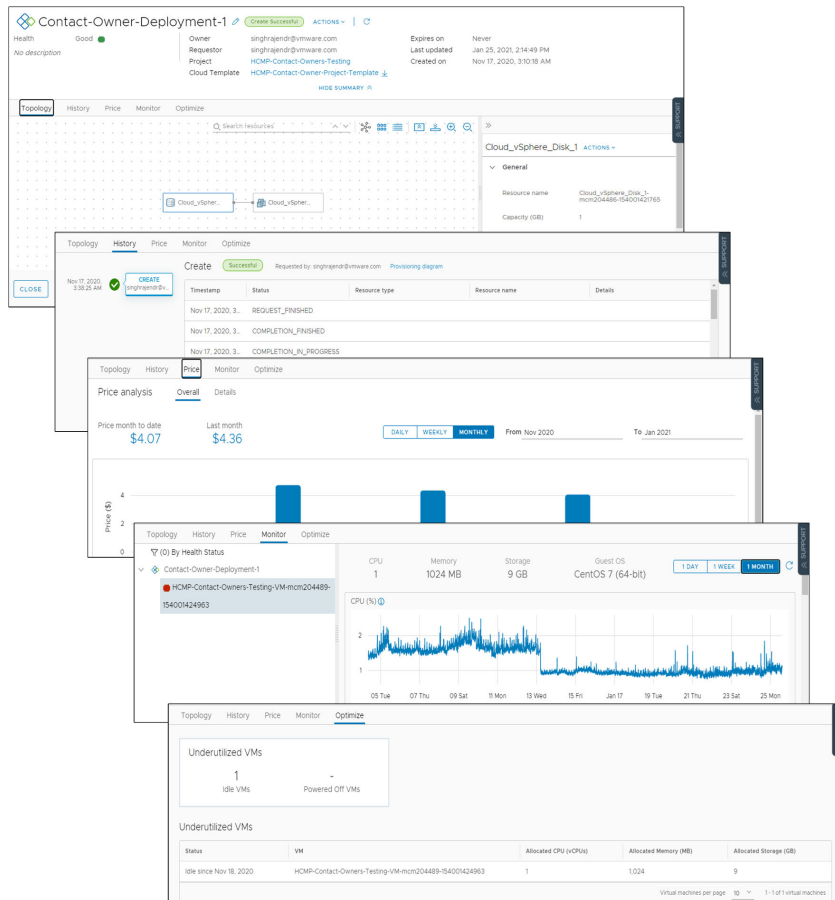 Contact-Owner-Deployment-1 Create Successful ACTIONS
Health Good
No description
Owner singhrajendr@vmware.com
Requestor singhrajendr@vmware.com
Project HCMP-Contact-Owners-Testing
Cloud Template HCMP-Contact-Owner-Project-Template
Expires on Never
Last updated Jan 25, 2021, 2:14:49 PM
Created on Nov 17, 2020, 3:10:18 AM
HIDE SUMMARY
Topology History Price Monitor Optimize
Search resources
SUPPORT
Cloud_vSphere_Disk_1 ACTIONS
General
Resource name Cloud_vSphere_Disk_1-
mcm204486-154001421765
Capacity (GB) 1
Cloud_vSpher... Cloud_vSpher...
CLOSE
Topology History Price Monitor Optimize
SUPPORT
Nov 17, 2020,
3:38:25 AM
CREATE
singhrajendr@v...
Create Successful Requested by: singhrajendr@vmware.com Provisioning diagram
Timestamp Status Resource type Resource name Details
Nov 17, 2020, 3... REQUEST_FINISHED
Nov 17, 2020, 3... COMPLETION_FINISHED
Nov 17, 2020, 3... COMPLETION_IN_PROGRESS
Topology History Price Monitor Optimize
SUPPORT
Price analysis Overall Details
Price month to date Last month
$4.07 $4.36
DAILY WEEKLY MONTHLY From Nov 2020 To Jan 2021
Price ($)
4
2
0
Topology History Price Monitor Optimize
SUPPORT
(0) By Health Status
Contact-Owner-Deployment-1
HCMP-Contact-Owners-Testing-VM-mcm204489-
154001424963
CPU Memory Storage Guest OS
1 1024 MB 9 GB CentOS 7 (64-bit)
1 DAY 1 WEEK 1 MONTH
CPU (%)
2
1
05 Tue 07 Thu 09 Sat 11 Mon 13 Wed 15 Fri Jan 17 19 Tue 21 Thu 23 Sat 25 Mon
Topology History Price Monitor Optimize
Underutilized VMs
1 -
Idle VMs Powered Off VMs
Underutilized VMs
Status VM Allocated CPU (vCPUs) Allocated Memory (MB) Allocated Storage (GB)
Idle since Nov 18, 2020 HCMP-Contact-Owners-Testing-VM-mcm204489-154001424963 1 1,024 9
Virtual machines per page 10 1 - 1 of 1 virtual machines